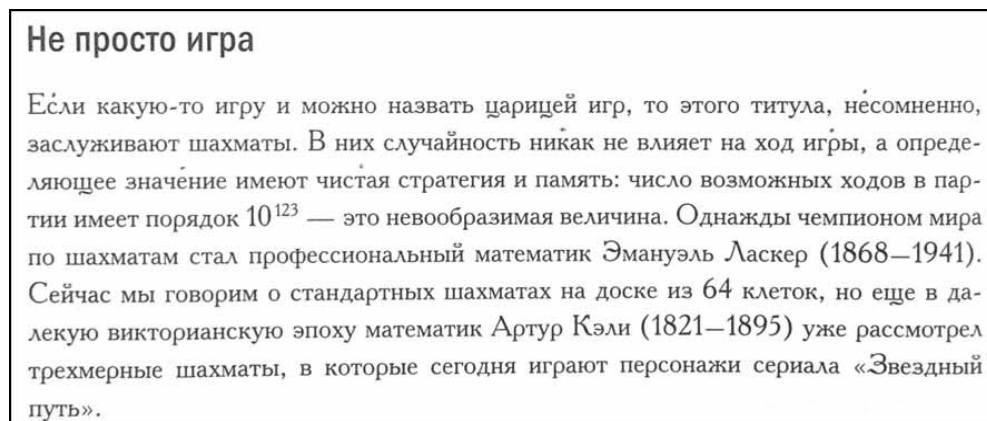 Не просто игра
Если какую-то игру и можно назвать царицей игр, то этого титула, несомненно,
заслуживают шахматы. В них случайность никак не влияет на ход игры, а опреде-
ляющее значение имеют чистая стратегия и память: число возможных ходов в пар-
тии имеет порядок 10¹²³ — это невообразимая величина. Однажды чемпионом мира
по шахматам стал профессиональный математик Эмануэль Ласкер (1868—1941).
Сейчас мы говорим о стандартных шахматах на доске из 64 клеток, но еще в да-
лекую викторианскую эпоху математик Артур Кэли (1821—1895) уже рассмотрел
трехмерные шахматы, в которые сегодня играют персонажи сериала «Звездный
путь».